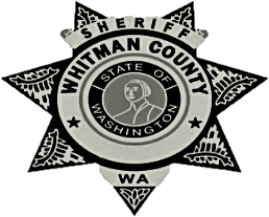 SHERIFF
WHITMAN COUNTY
STATE OF
WASHINGTON
WA